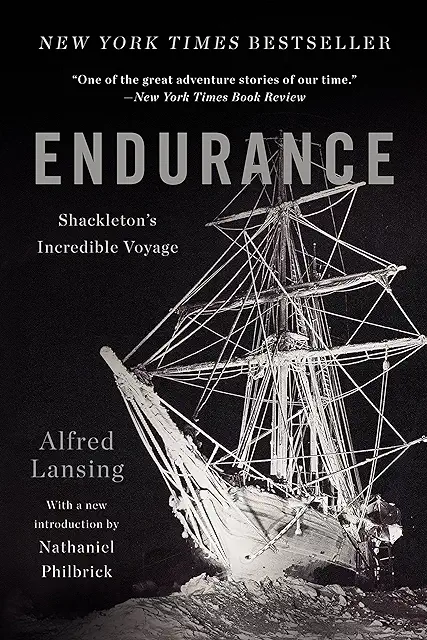 NEW YORK TIMES BESTSELLER
“One of the great adventure stories of our time.”
—New York Times Book Review
ENDURANCE
Shackleton’s
Incredible Voyage
Alfred
Lansing
With a new
introduction by
Nathaniel
Philbrick